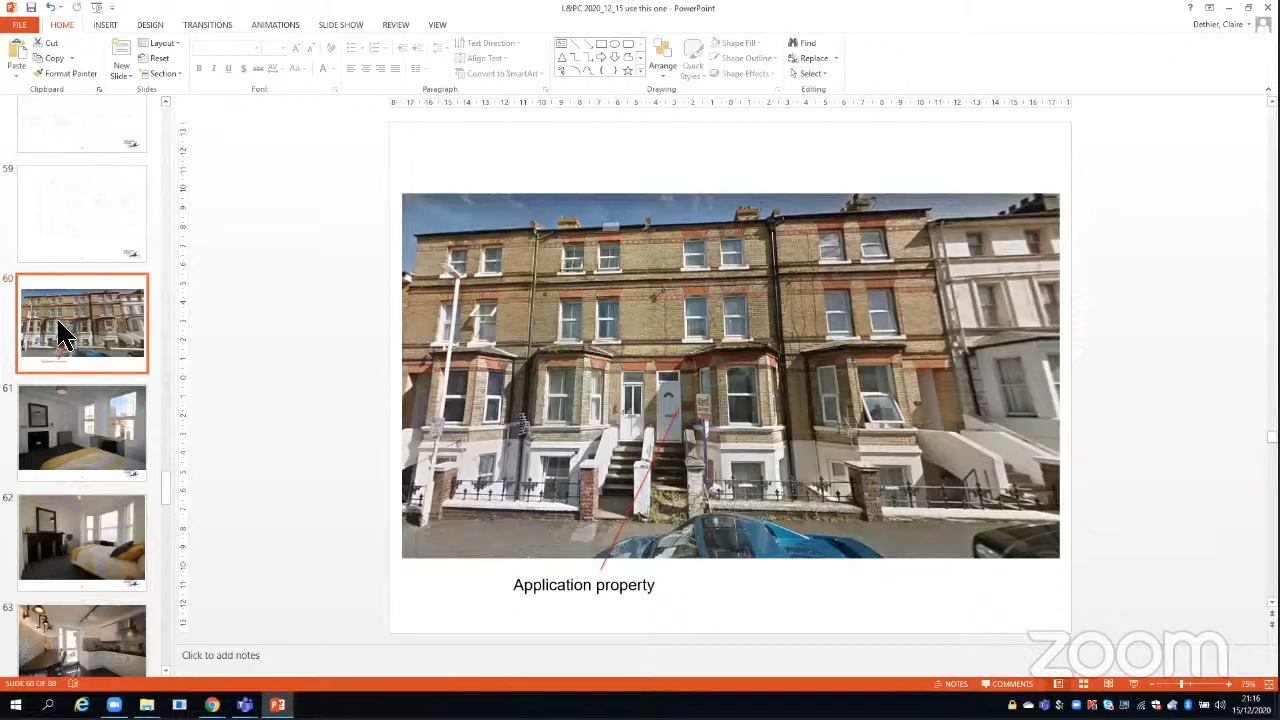 L&PC 2020_12_15 use this one - PowerPoint
FILE HOME INSERT DESIGN TRANSITIONS ANIMATIONS SLIDE SHOW REVIEW VIEW
Dethier, Claire
Paste
Cut
Copy
Format Painter
Clipboard
New
Slide
Layout
Reset
Section
Slides
B I U S abc AV Aa A
Font
Text Direction
Align Text
Convert to SmartArt
Paragraph
Arrange
Quick
Styles
Shape Fill
Shape Outline
Shape Effects
Drawing
Find
Replace
Select
Editing
59
60
61
62
63
Application property
Click to add notes
zoom
SLIDE 60 OF 88
NOTES
COMMENTS
75%
21:16
15/12/2020